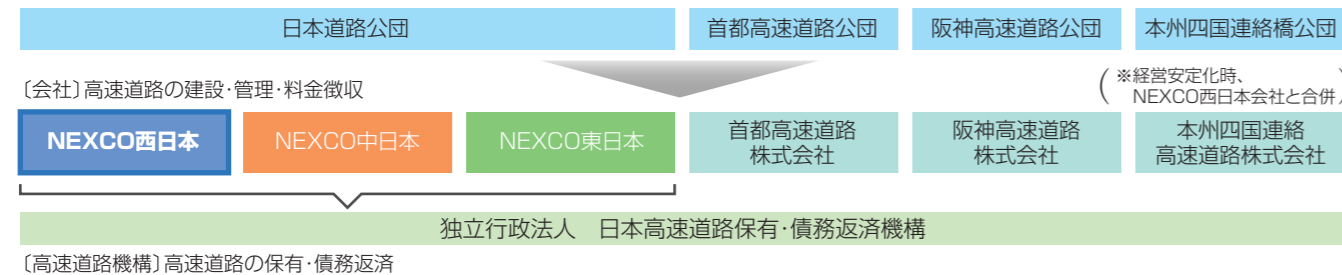 日本道路公団 首都高速道路公団 阪神高速道路公団 本州四国連絡橋公団
〔会社〕高速道路の建設・管理・料金徴収
(※経営安定化時、
NEXCO西日本会社と合併)
NEXCO西日本 NEXCO中日本 NEXCO東日本
首都高速道路
株式会社
阪神高速道路
株式会社
本州四国連絡
高速道路株式会社
独立行政法人　日本高速道路保有・債務返済機構
〔高速道路機構〕高速道路の保有・債務返済